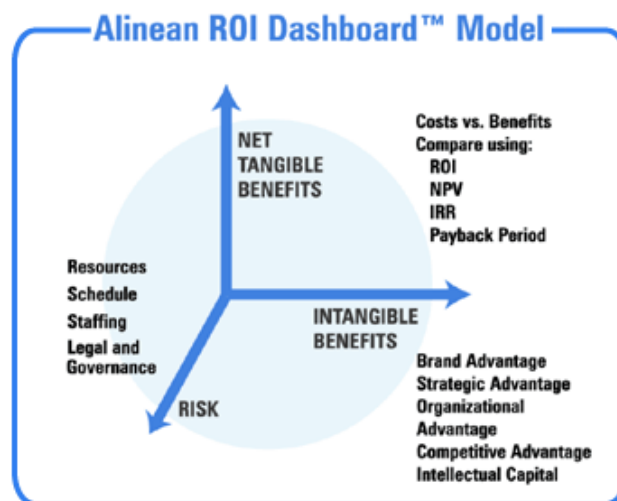 Alinean ROI Dashboard™ Model
NET
TANGIBLE
BENEFITS
Costs vs. Benefits
Compare using:
ROI
NPV
IRR
Payback Period
Resources
Schedule
Staffing
Legal and
Governance
INTANGIBLE
BENEFITS
RISK
Brand Advantage
Strategic Advantage
Organizational
Advantage
Competitive Advantage
Intellectual Capital